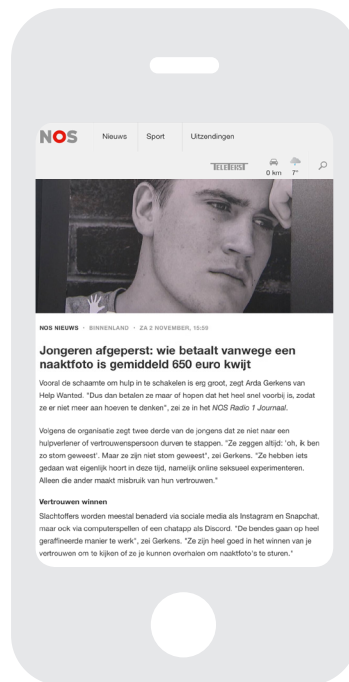 NOS
Nieuws
Sport
Uitzendingen
TELETEKST
0 km
7°
NOS NIEUWS • BINNENLAND • ZA 2 NOVEMBER, 15:59
Jongeren afgeperst: wie betaalt vanwege een
naaktfoto is gemiddeld 650 euro kwijt
Vooral de schaamte om hulp in te schakelen is erg groot, zegt Arda Gerkens van
Help Wanted. "Dus dan betalen ze maar of hopen dat het heel snel voorbij is, zodat
ze er niet meer aan hoeven te denken", zei ze in het NOS Radio 1 Journaal.
Volgens de organisatie zegt twee derde van de jongens dat ze niet naar een
hulpverlener of vertrouwenspersoon durven te stappen. "Ze zeggen altijd: 'oh, ik ben
zo stom geweest'. Maar ze zijn niet stom geweest", zei Gerkens. "Ze hebben iets
gedaan wat eigenlijk hoort in deze tijd, namelijk online seksueel experimenteren.
Alleen die ander maakt misbruik van hun vertrouwen."
Vertrouwen winnen
Slachtoffers worden meestal benaderd via sociale media als Instagram en Snapchat,
maar ook via computerspellen of een chatapp als Discord. "De bendes gaan op heel
geraffineerde manier te werk", zei Gerkens. "Ze zijn heel goed in het winnen van je
vertrouwen om te kijken of ze je kunnen overhalen om naaktfoto's te sturen."